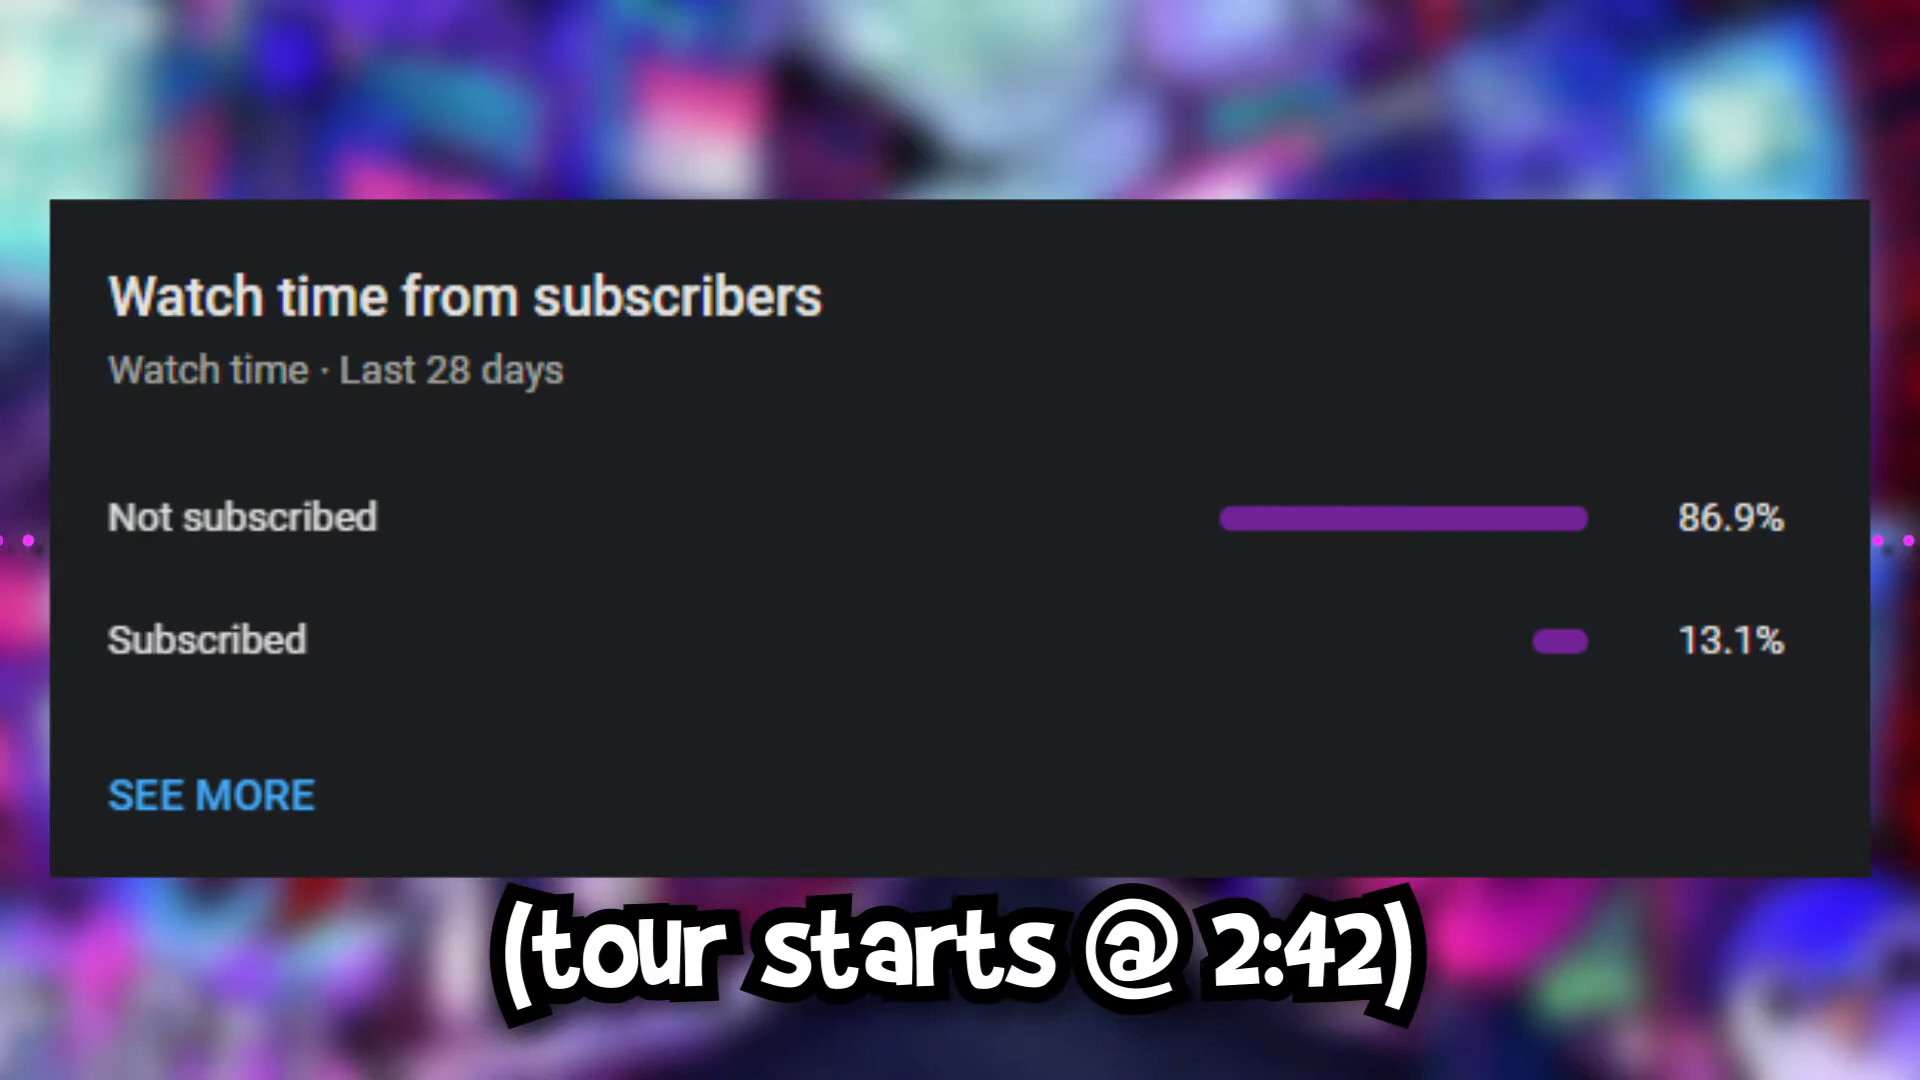 Watch time from subscribers
Watch time · Last 28 days
Not subscribed 86.9%
Subscribed 13.1%
SEE MORE
(tour starts @ 2:42)